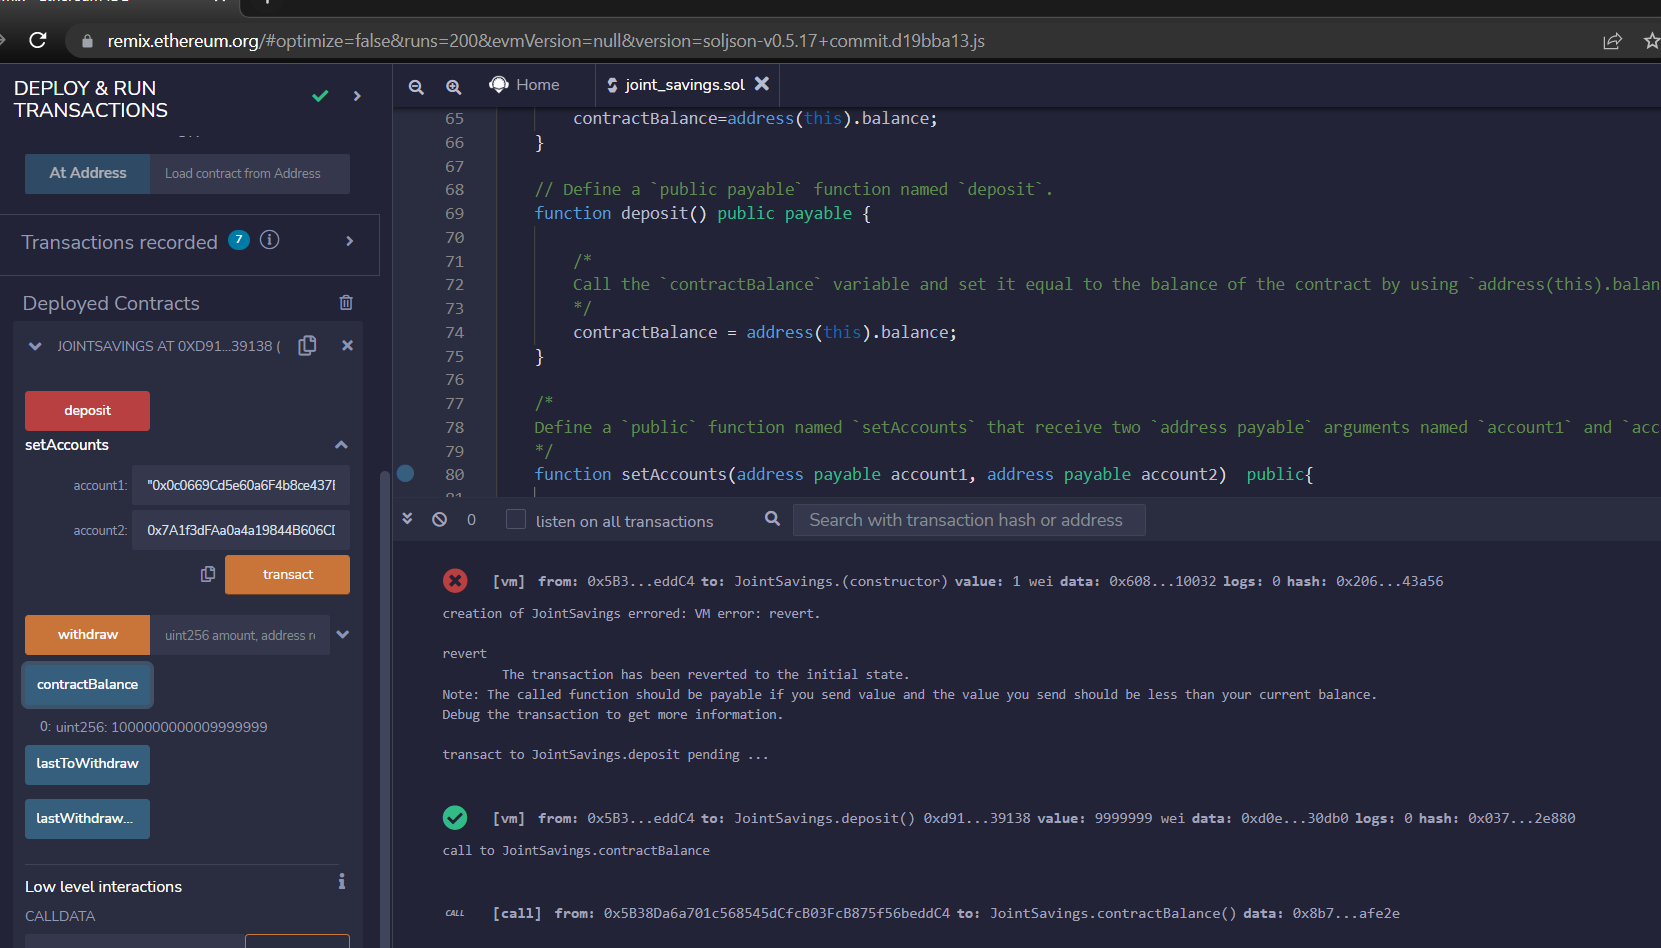 remix.ethereum.org/#optimize=false&runs=200&evmVersion=null&version=soljson-v0.5.17+commit.d19bba13.js
DEPLOY & RUN
TRANSACTIONS
At Address Load contract from Address
Transactions recorded 7 i
Deployed Contracts
JOINTSAVINGS AT 0XD91...39138 (
deposit
setAccounts
account1: "0x0c0669Cd5e60a6F4b8ce437E
account2: 0x7A1f3dFAa0a4a19844B606CD
transact
withdraw uint256 amount, address r
contractBalance
0: uint256: 1000000000009999999
lastToWithdraw
lastWithdraw...
Low level interactions i
CALLDATA
Home joint_savings.sol
65 contractBalance=address(this).balance;
66 }
67
68 // Define a `public payable` function named `deposit`.
69 function deposit() public payable {
70
71 /*
72 Call the `contractBalance` variable and set it equal to the balance of the contract by using `address(this).balan
73 */
74 contractBalance = address(this).balance;
75 }
76
77 /*
78 Define a `public` function named `setAccounts` that receive two `address payable` arguments named `account1` and `acc
79 */
80 function setAccounts(address payable account1, address payable account2)  public{
81
0 listen on all transactions Search with transaction hash or address
[vm] from: 0x5B3...eddC4 to: JointSavings.(constructor) value: 1 wei data: 0x608...10032 logs: 0 hash: 0x206...43a56
creation of JointSavings errored: VM error: revert.
revert
The transaction has been reverted to the initial state.
Note: The called function should be payable if you send value and the value you send should be less than your current balance.
Debug the transaction to get more information.
transact to JointSavings.deposit pending ...
[vm] from: 0x5B3...eddC4 to: JointSavings.deposit() 0xd91...39138 value: 9999999 wei data: 0xd0e...30db0 logs: 0 hash: 0x037...2e880
call to JointSavings.contractBalance
CALL [call] from: 0x5B38Da6a701c568545dCfcB03FcB875f56beddC4 to: JointSavings.contractBalance() data: 0x8b7...afe2e